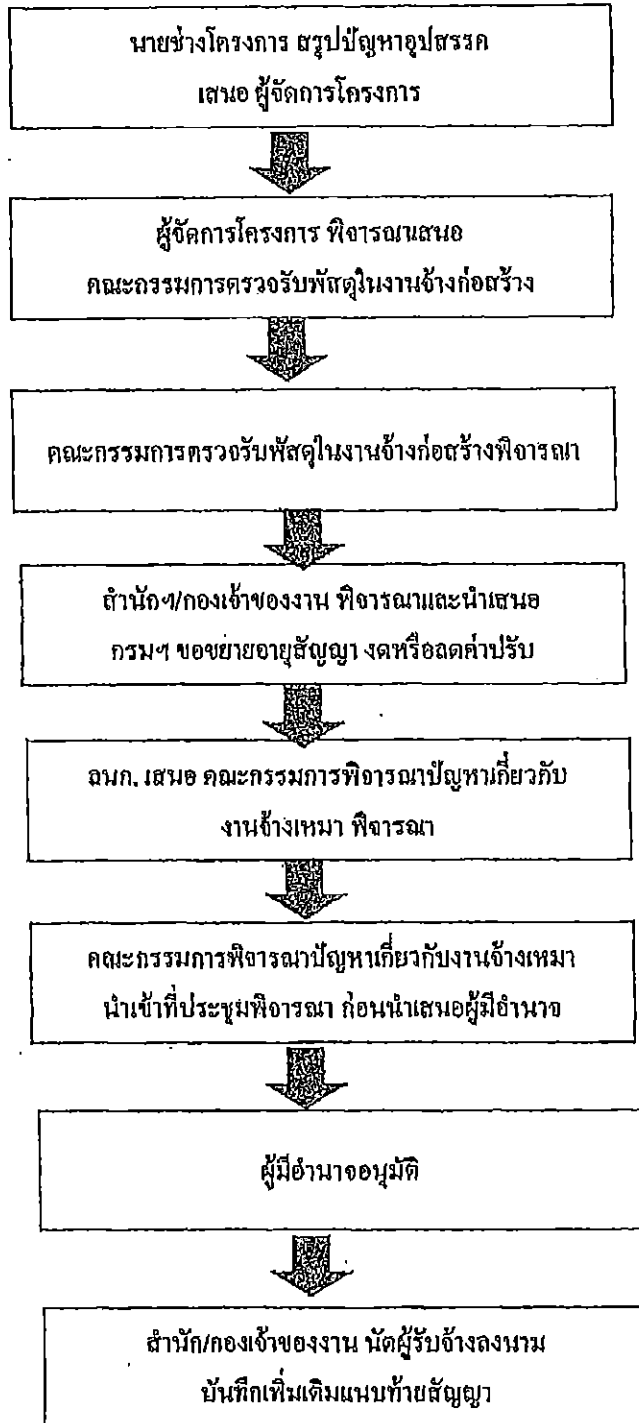 นายช่างโครงการ สรุปปัญหาอุปสรรค
เสนอ ผู้จัดการโครงการ
ผู้จัดการโครงการ พิจารณาเสนอ
คณะกรรมการตรวจรับพัสดุในงานจ้างก่อสร้าง
คณะกรรมการตรวจรับพัสดุในงานจ้างก่อสร้างพิจารณา
สำนักฯ/กองเจ้าของงาน พิจารณาและนำเสนอ
กรมฯ ขอขยายอายุสัญญา งดหรือลดค่าปรับ
ลนก. เสนอ คณะกรรมการพิจารณาปัญหาเกี่ยวกับ
งานจ้างเหมา พิจารณา
คณะกรรมการพิจารณาปัญหาเกี่ยวกับงานจ้างเหมา
นำเข้าที่ประชุมพิจารณา ก่อนนำเสนอผู้มีอำนาจ
ผู้มีอำนาจอนุมัติ
สำนัก/กองเจ้าของงาน นัดผู้รับจ้างลงนาม
บันทึกเพิ่มเติมแนบท้ายสัญญา